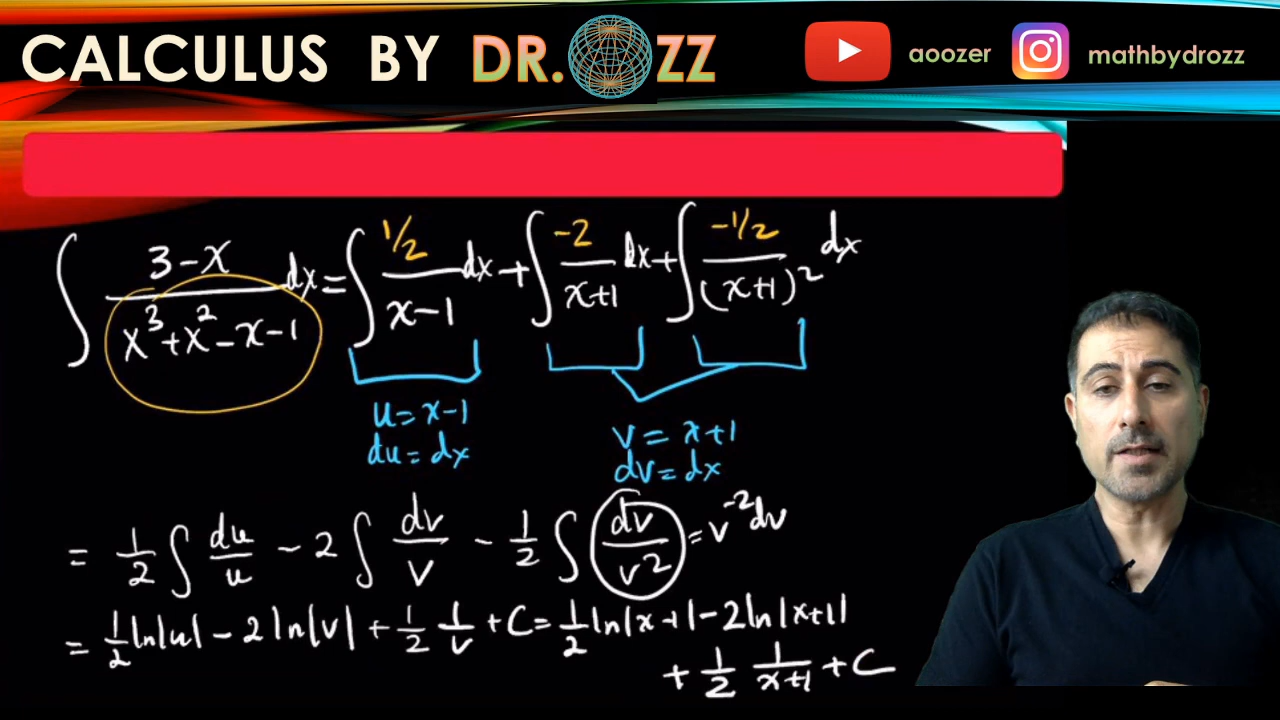 CALCULUS BY DR. OZZ
aoozer
mathbydrozz
∫ (3-x)/(x³+x²-x-1) dx = ∫ (1/2)/(x-1) dx + ∫ (-2)/(x+1) dx + ∫ (-1/2)/(x+1)² dx
u = x-1
du = dx
v = x+1
dv = dx
= 1/2 ∫ du/u - 2 ∫ dv/v - 1/2 ∫ dv/v² = v⁻² dv
= 1/2 ln|u| - 2 ln|v| + 1/2 1/v + C = 1/2 ln|x-1| - 2 ln|x+1|
+ 1/2 1/(x+1) + C